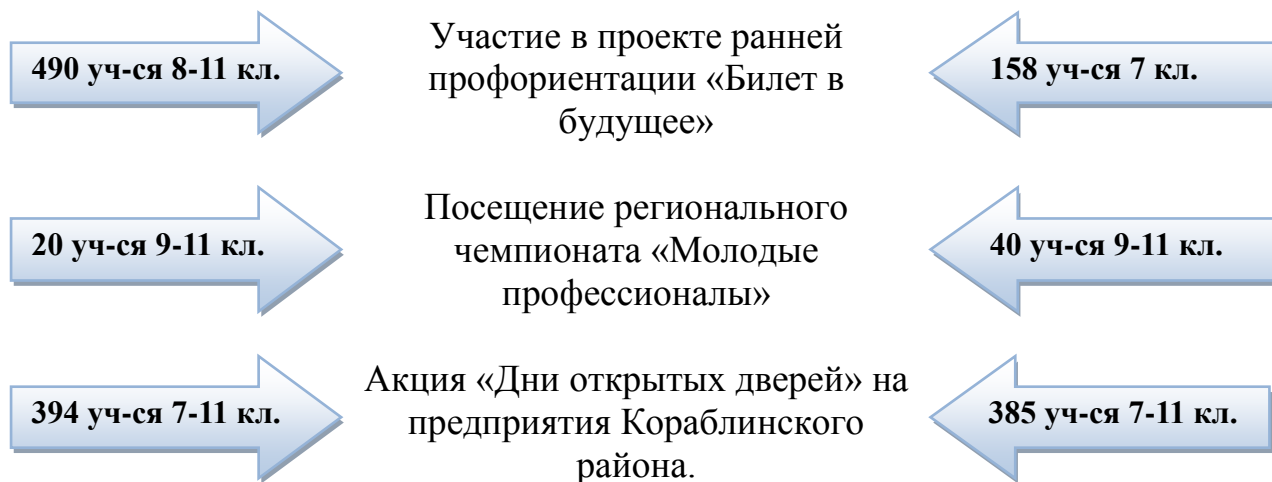 490 уч-ся 8-11 кл.
Участие в проекте ранней
профориентации «Билет в
будущее»
158 уч-ся 7 кл.
20 уч-ся 9-11 кл.
Посещение регионального
чемпионата «Молодые
профессионалы»
40 уч-ся 9-11 кл.
394 уч-ся 7-11 кл.
Акция «Дни открытых дверей» на
предприятия Кораблинского
района.
385 уч-ся 7-11 кл.